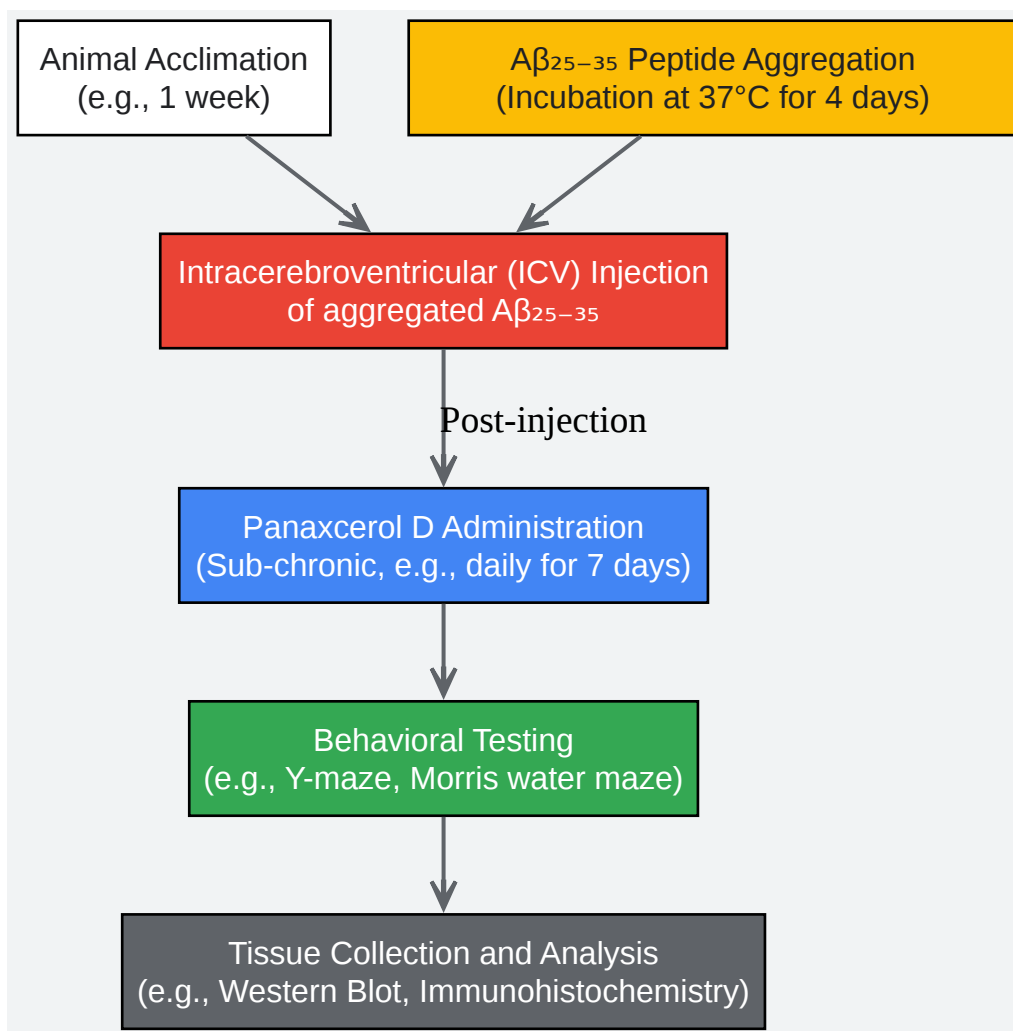 Animal Acclimation
(e.g., 1 week)
Aβ₂₅₋₃₅ Peptide Aggregation
(Incubation at 37°C for 4 days)
Intracerebroventricular (ICV) Injection
of aggregated Aβ₂₅₋₃₅
Post-injection
Panaxcerol D Administration
(Sub-chronic, e.g., daily for 7 days)
Behavioral Testing
(e.g., Y-maze, Morris water maze)
Tissue Collection and Analysis
(e.g., Western Blot, Immunohistochemistry)